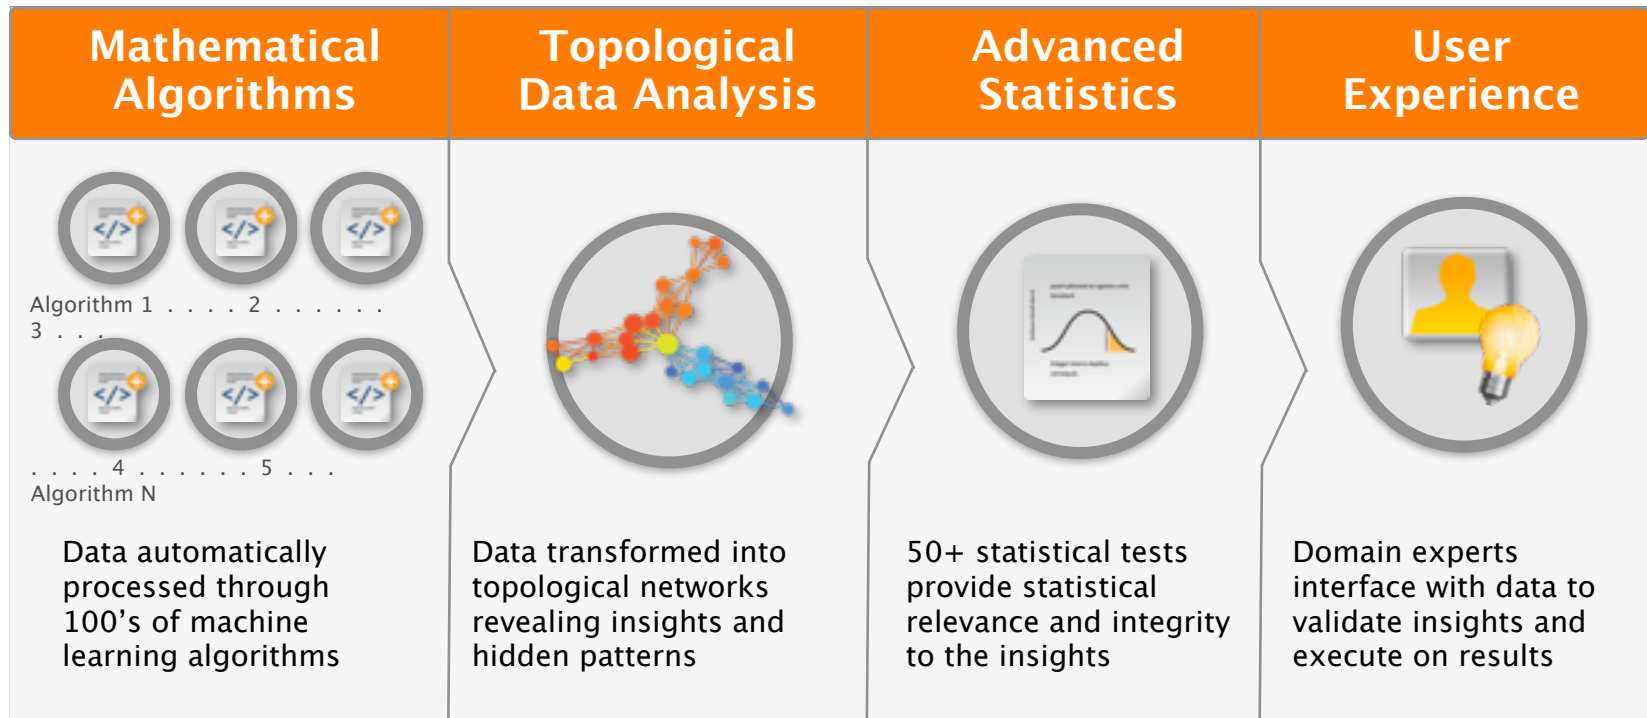 Mathematical
Algorithms
Topological
Data Analysis
Advanced
Statistics
User
Experience
</>
</>
</>
Algorithm 1 . . . . 2 . . . . . .
3 . . .
</>
</>
</>
. . . . 4 . . . . . . 5 . . .
Algorithm N
Data automatically
processed through
100’s of machine
learning algorithms
Data transformed into
topological networks
revealing insights and
hidden patterns
50+ statistical tests
provide statistical
relevance and integrity
to the insights
Domain experts
interface with data to
validate insights and
execute on results